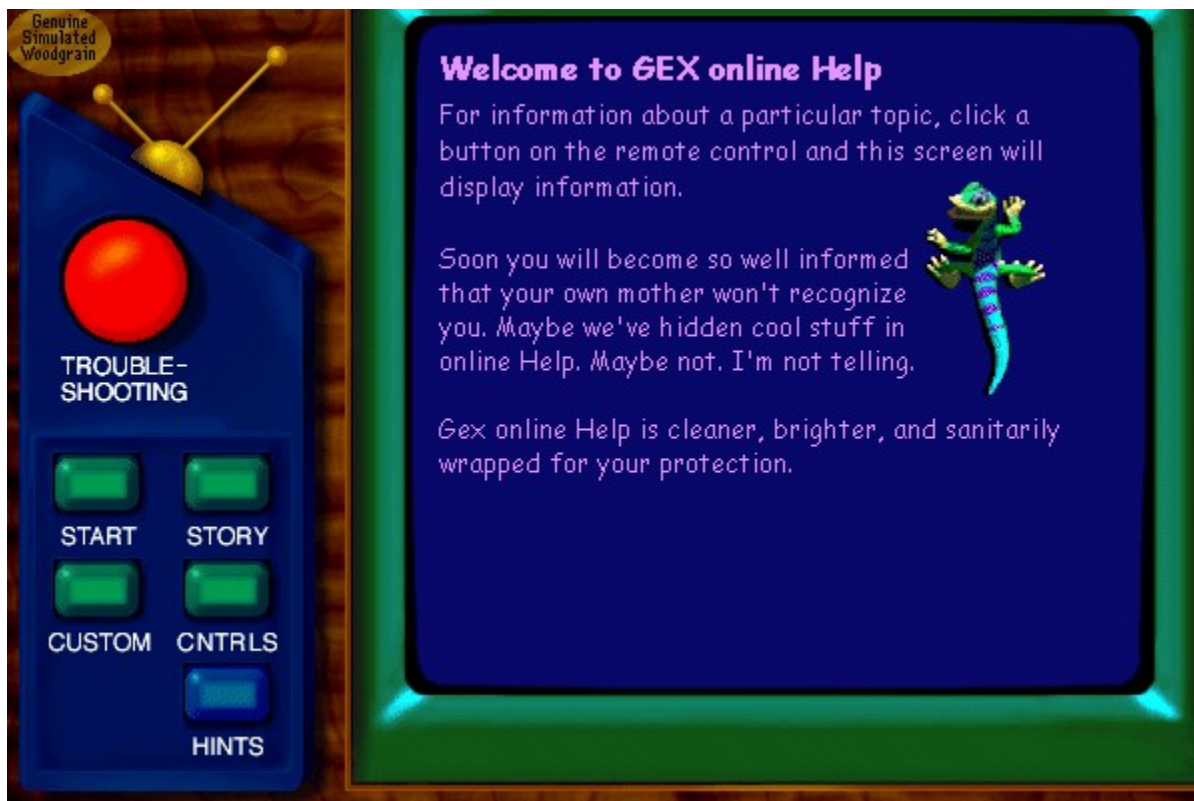 Genuine
Simulated
Woodgrain
TROUBLE-
SHOOTING
START
STORY
CUSTOM
CNTRLS
HINTS
Welcome to GEX online Help
For information about a particular topic, click a
button on the remote control and this screen will
display information.
Soon you will become so well informed
that your own mother won't recognize
you. Maybe we've hidden cool stuff in
online Help. Maybe not. I'm not telling.
Gex online Help is cleaner, brighter, and sanitarily
wrapped for your protection.